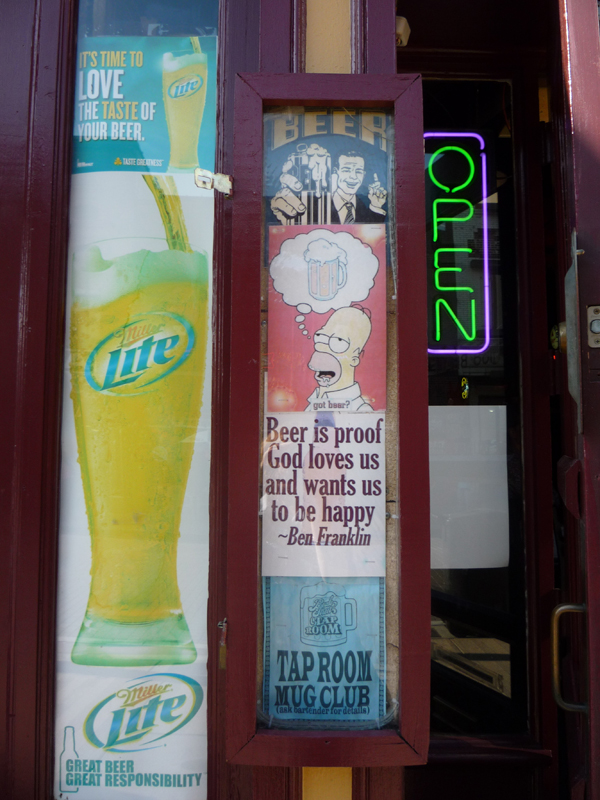 IT'S TIME TO
LOVE
THE TASTE OF
YOUR BEER.
Lite
TASTE GREATNESS
Miller
Lite
Miller
Lite
GREAT BEER
GREAT RESPONSIBILITY
BEER
got beer?
Beer is proof
God loves us
and wants us
to be happy
~Ben Franklin
TAP
ROOM
TAP ROOM
MUG CLUB
(ask bartender for details)
OPEN